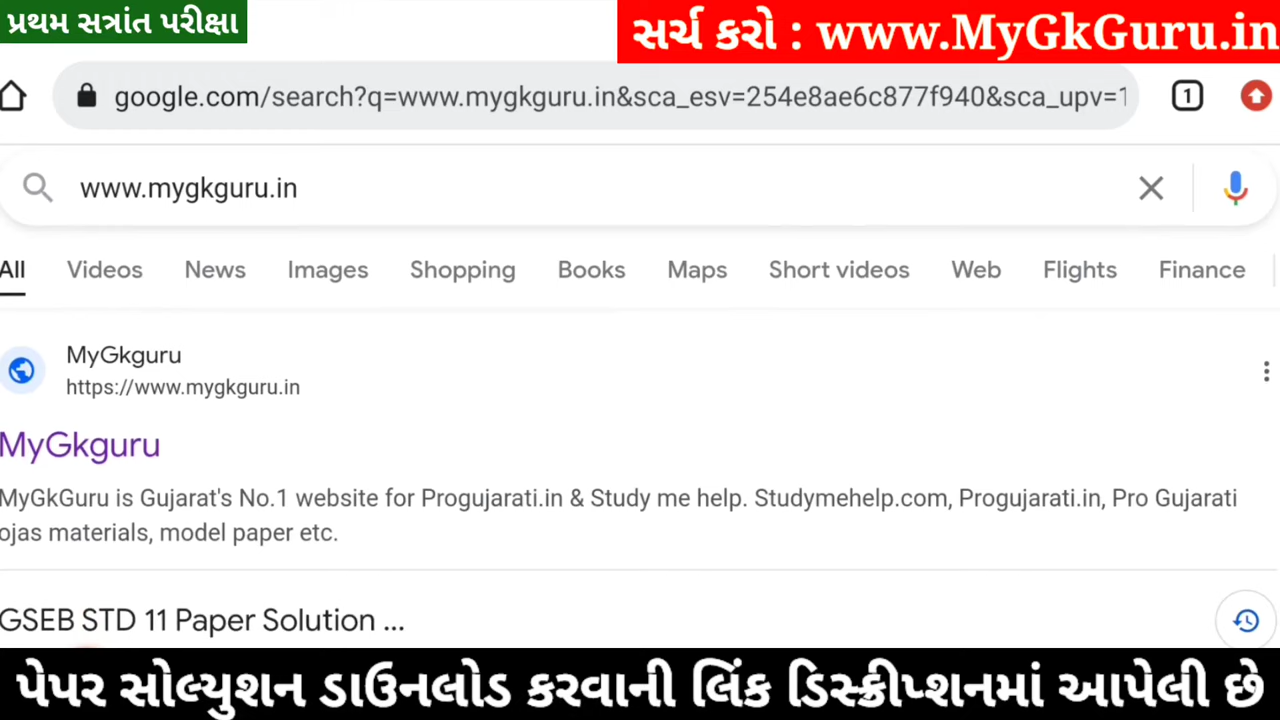 પ્રથમ સત્રાંત પરીક્ષા
સર્ચ કરો : www.MyGkGuru.in
google.com/search?q=www.mygkguru.in&sca_esv=254e8ae6c877f940&sca_upv=1
1
www.mygkguru.in
All Videos News Images Shopping Books Maps Short videos Web Flights Finance
MyGkguru
https://www.mygkguru.in
MyGkguru
MyGkGuru is Gujarat's No.1 website for Progujarati.in & Study me help. Studymehelp.com, Progujarati.in, Pro Gujarati
ojas materials, model paper etc.
GSEB STD 11 Paper Solution ...
પેપર સોલ્યુશન ડાઉનલોડ કરવાની લિંક ડિસ્ક્રીપ્શનમાં આપેલી છે